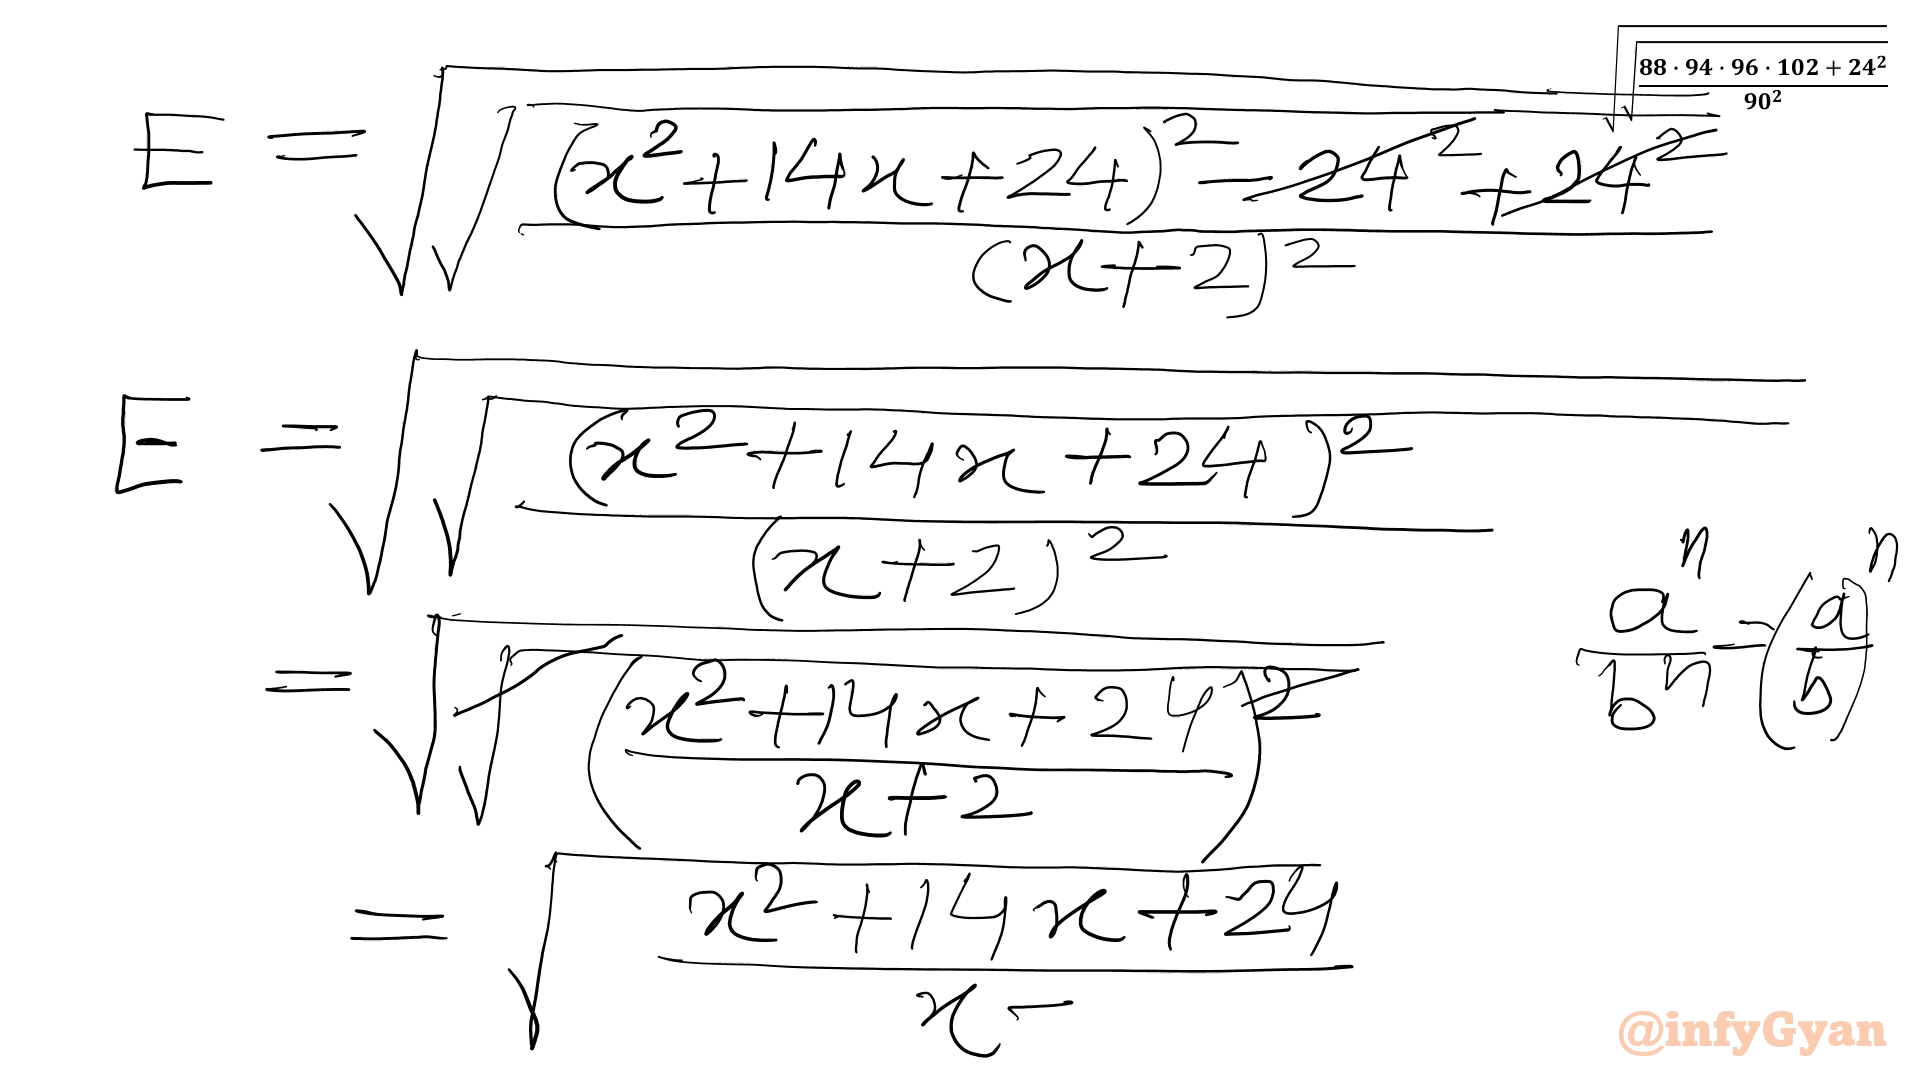 √√((88 · 94 · 96 · 102 + 24²)/90²)
E = √√(((x²+14x+24)² − 24² + 24²)/(x+2)²)
E = √√((x²+14x+24)²/(x+2)²)
aⁿ/bⁿ = (a/b)ⁿ
= √√((x²+14x+24)/(x+2))²
= √((x²+14x+24)/(x −
@infyGyan